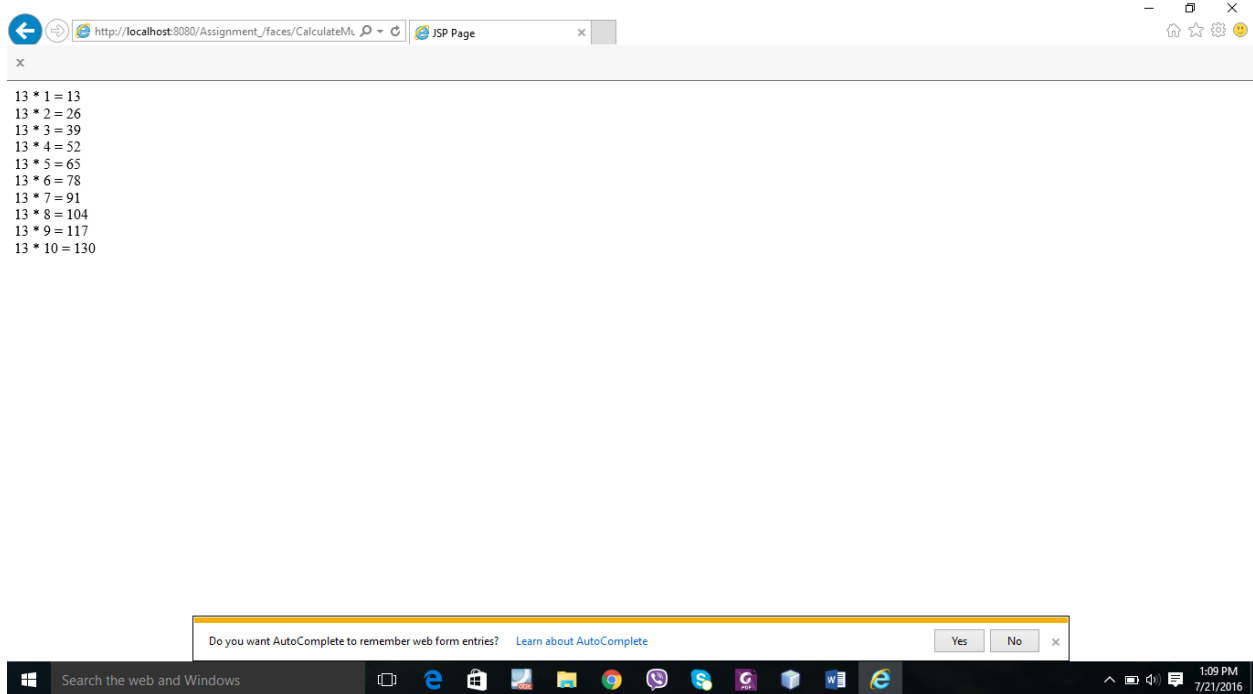 http://localhost:8080/Assignment_/faces/CalculateMu
JSP Page
13 * 1 = 13
13 * 2 = 26
13 * 3 = 39
13 * 4 = 52
13 * 5 = 65
13 * 6 = 78
13 * 7 = 91
13 * 8 = 104
13 * 9 = 117
13 * 10 = 130
Do you want AutoComplete to remember web form entries? Learn about AutoComplete Yes No
Search the web and Windows
1:09 PM
7/21/2016